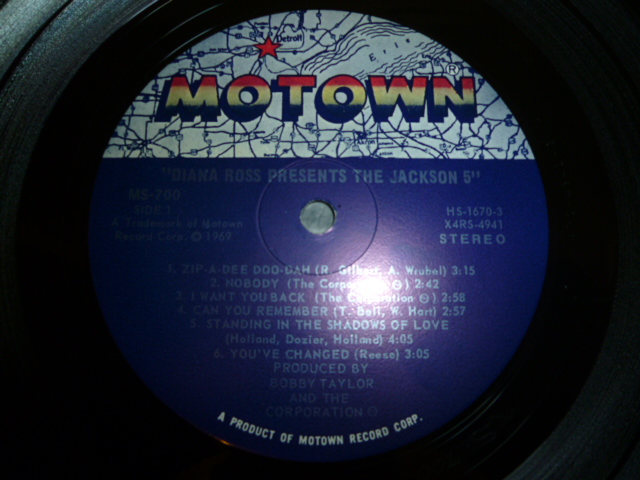 Detroit
Erie
MOTOWN®
"DIANA ROSS PRESENTS THE JACKSON 5"
MS-700
SIDE 1
A Trademark of Motown
Record Corp. © 1969
HS-1670-3
X4RS-4941
STEREO
1. ZIP-A-DEE DOO-DAH (R. Gilbert, A. Wrubel) 3:15
2. NOBODY (The Corporation ℗) 2:42
3. I WANT YOU BACK (The Corporation ℗) 2:58
4. CAN YOU REMEMBER (T. Bell, W. Hart) 2:57
5. STANDING IN THE SHADOWS OF LOVE
(Holland, Dozier, Holland) 4:05
6. YOU'VE CHANGED (Reese) 3:05
PRODUCED BY
BOBBY TAYLOR
AND THE
CORPORATION
A PRODUCT OF MOTOWN RECORD CORP.